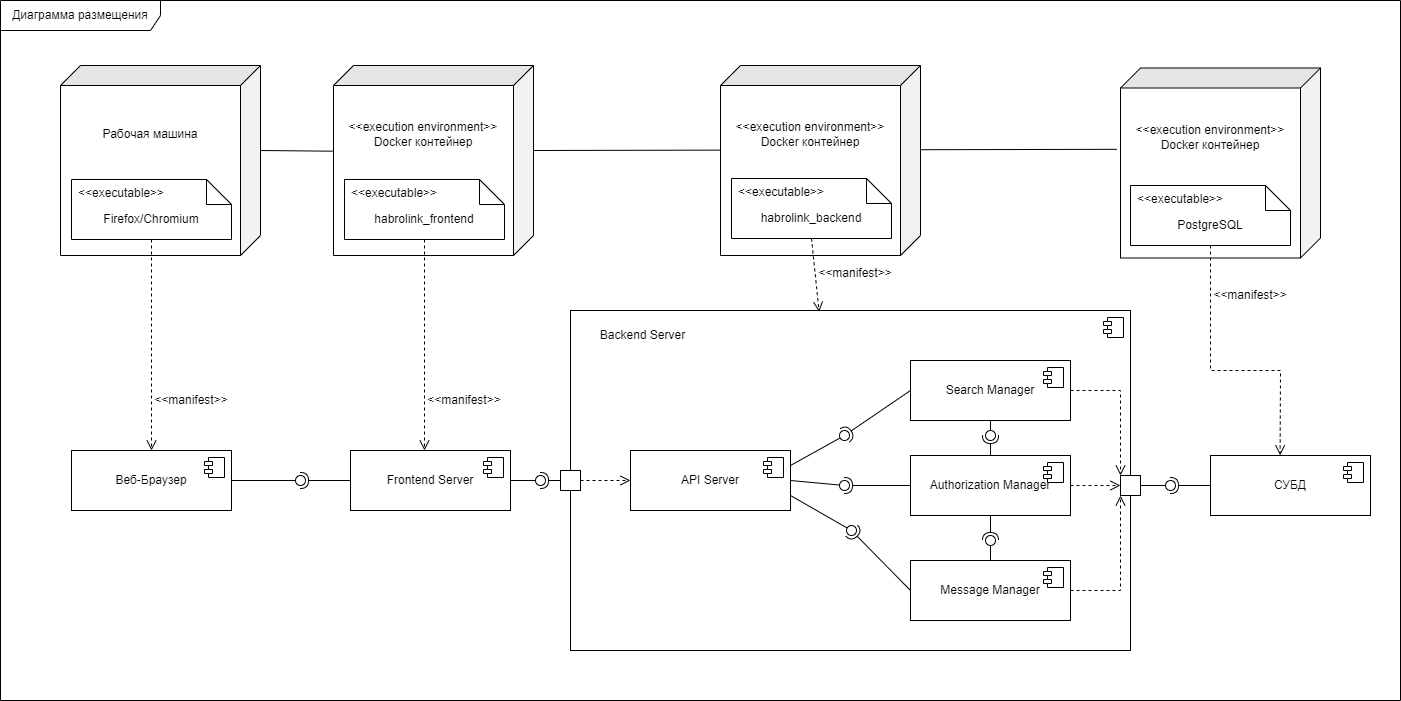 Диаграмма размещения
Рабочая машина
<<executable>>
Firefox/Chromium
<<execution environment>>
Docker контейнер
<<executable>>
habrolink_frontend
<<execution environment>>
Docker контейнер
<<executable>>
habrolink_backend
<<execution environment>>
Docker контейнер
<<executable>>
PostgreSQL
<<manifest>>
<<manifest>>
<<manifest>>
<<manifest>>
Backend Server
Веб-Браузер
Frontend Server
API Server
Search Manager
Authorization Manager
Message Manager
СУБД